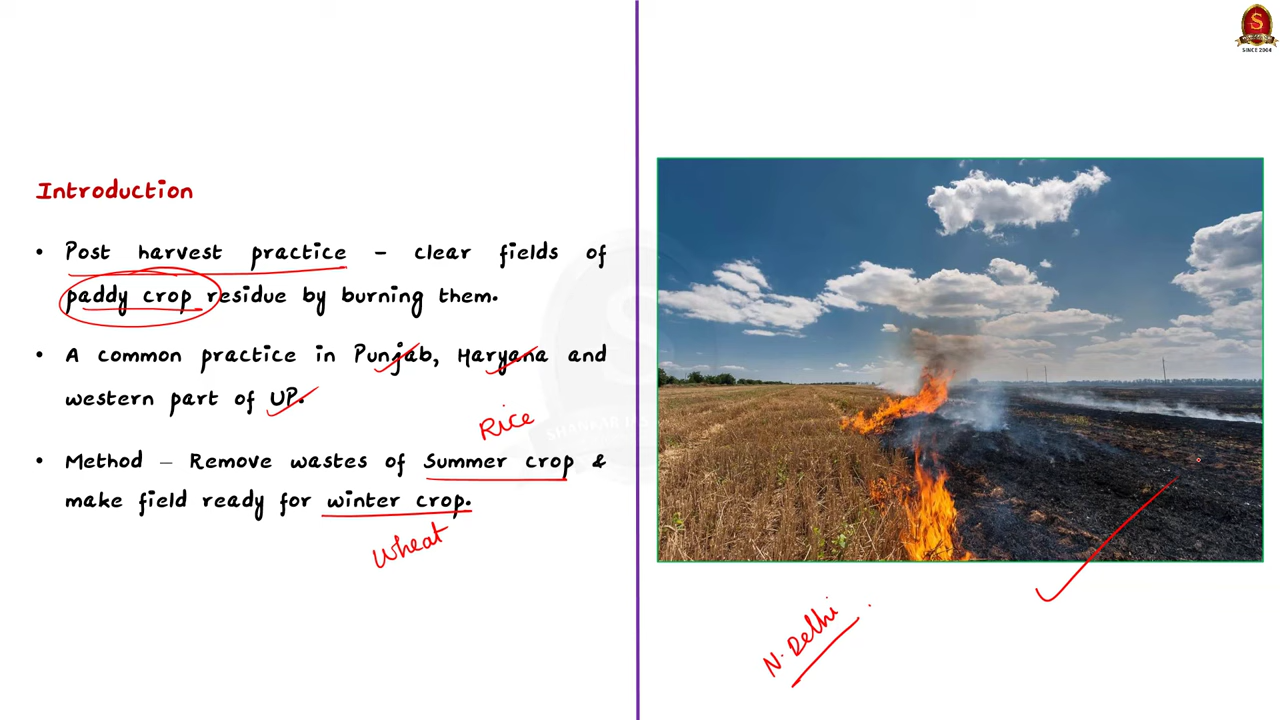 Introduction
• Post harvest practice – clear fields of
paddy crop residue by burning them.
• A common practice in Punjab, Haryana and
western part of UP.
Rice
• Method – Remove wastes of Summer crop &
make field ready for winter crop.
Wheat
S
SINCE 2004
N. Delhi